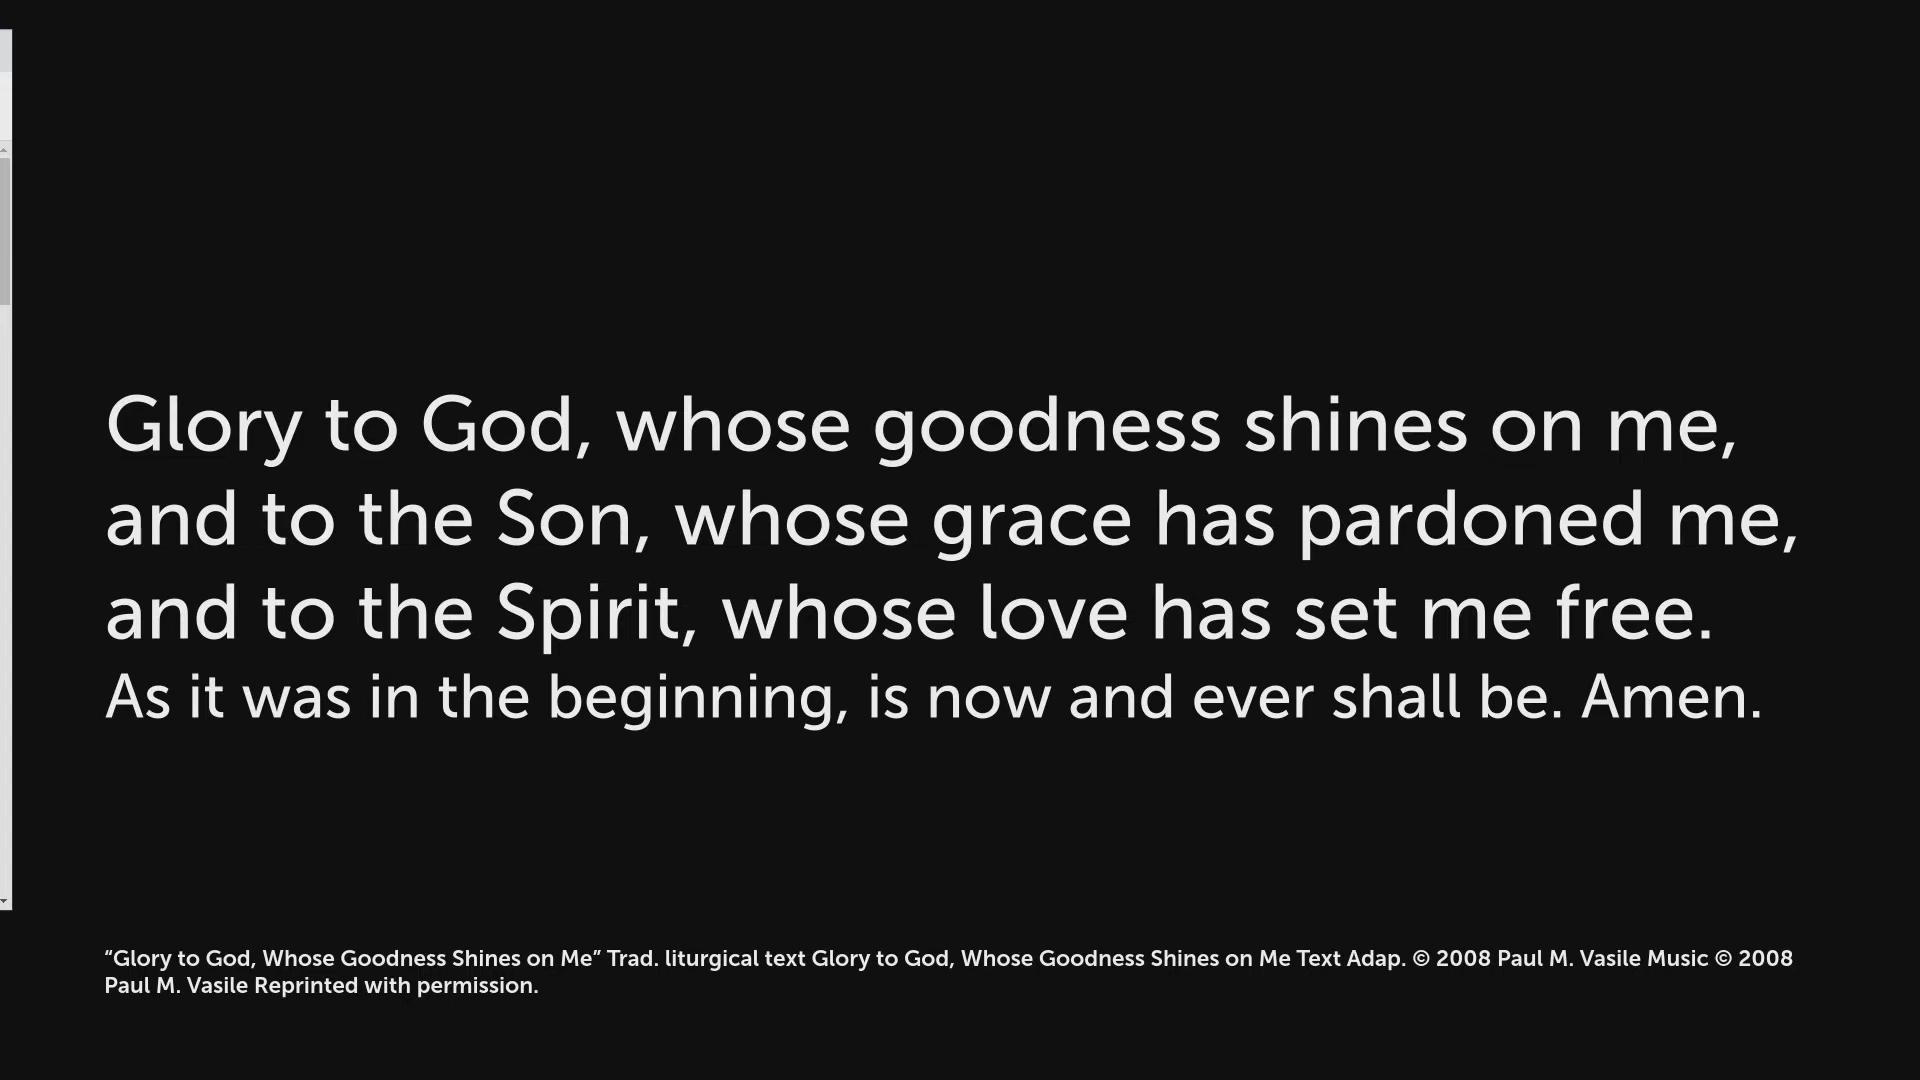 Glory to God, whose goodness shines on me,
and to the Son, whose grace has pardoned me,
and to the Spirit, whose love has set me free.
As it was in the beginning, is now and ever shall be. Amen.
“Glory to God, Whose Goodness Shines on Me” Trad. liturgical text Glory to God, Whose Goodness Shines on Me Text Adap. © 2008 Paul M. Vasile Music © 2008
Paul M. Vasile Reprinted with permission.